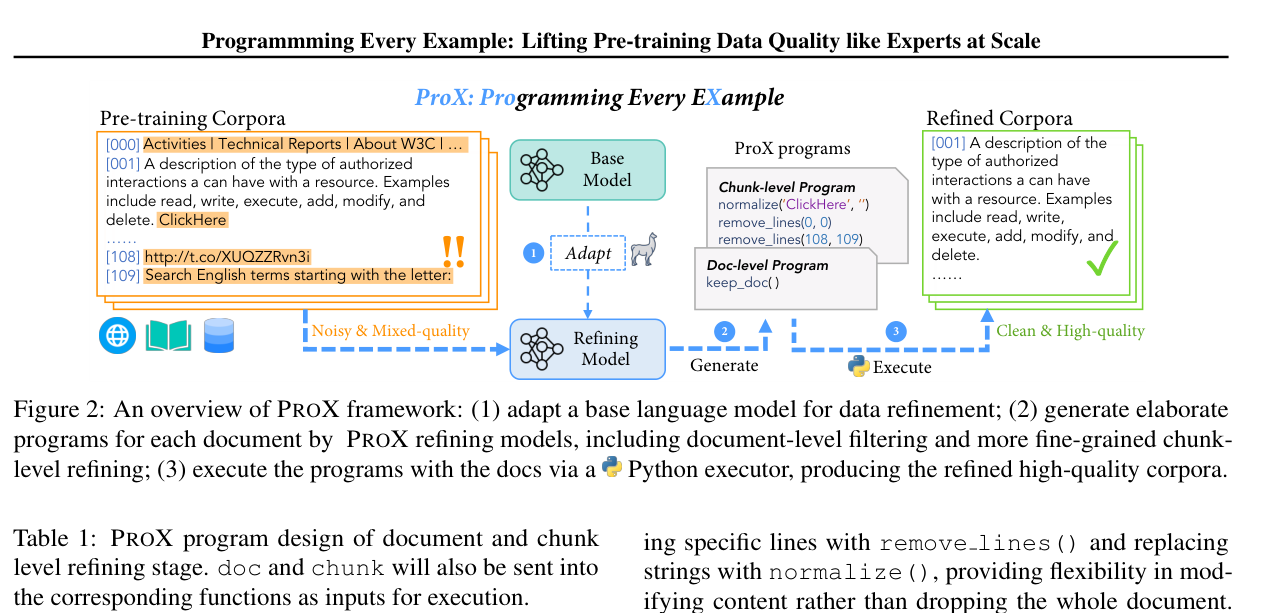 Programmming Every Example: Lifting Pre-training Data Quality like Experts at Scale
ProX: Programming Every EXample
Pre-training Corpora
[000] Activities | Technical Reports | About W3C | ...
[001] A description of the type of authorized
interactions a can have with a resource. Examples
include read, write, execute, add, modify, and
delete. ClickHere
......
[108] http://t.co/XUQZZRvn3i
[109] Search English terms starting with the letter:
!!
Noisy & Mixed-quality
Base
Model
1
Adapt
Refining
Model
ProX programs
Chunk-level Program
normalize('ClickHere', '')
remove_lines(0, 0)
remove_lines(108, 109)
Doc-level Program
keep_doc()
2
Generate
3
Execute
Refined Corpora
[001] A description of the
type of authorized
interactions a can have
with a resource. Examples
include read, write,
execute, add, modify, and
delete.
......
Clean & High-quality
Figure 2: An overview of PROX framework: (1) adapt a base language model for data refinement; (2) generate elaborate
programs for each document by PROX refining models, including document-level filtering and more fine-grained chunk-
level refining; (3) execute the programs with the docs via a Python executor, producing the refined high-quality corpora.
Table 1: PROX program design of document and chunk
level refining stage. doc and chunk will also be sent into
the corresponding functions as inputs for execution.
ing specific lines with remove_lines() and replacing
strings with normalize(), providing flexibility in mod-
ifying content rather than dropping the whole document.